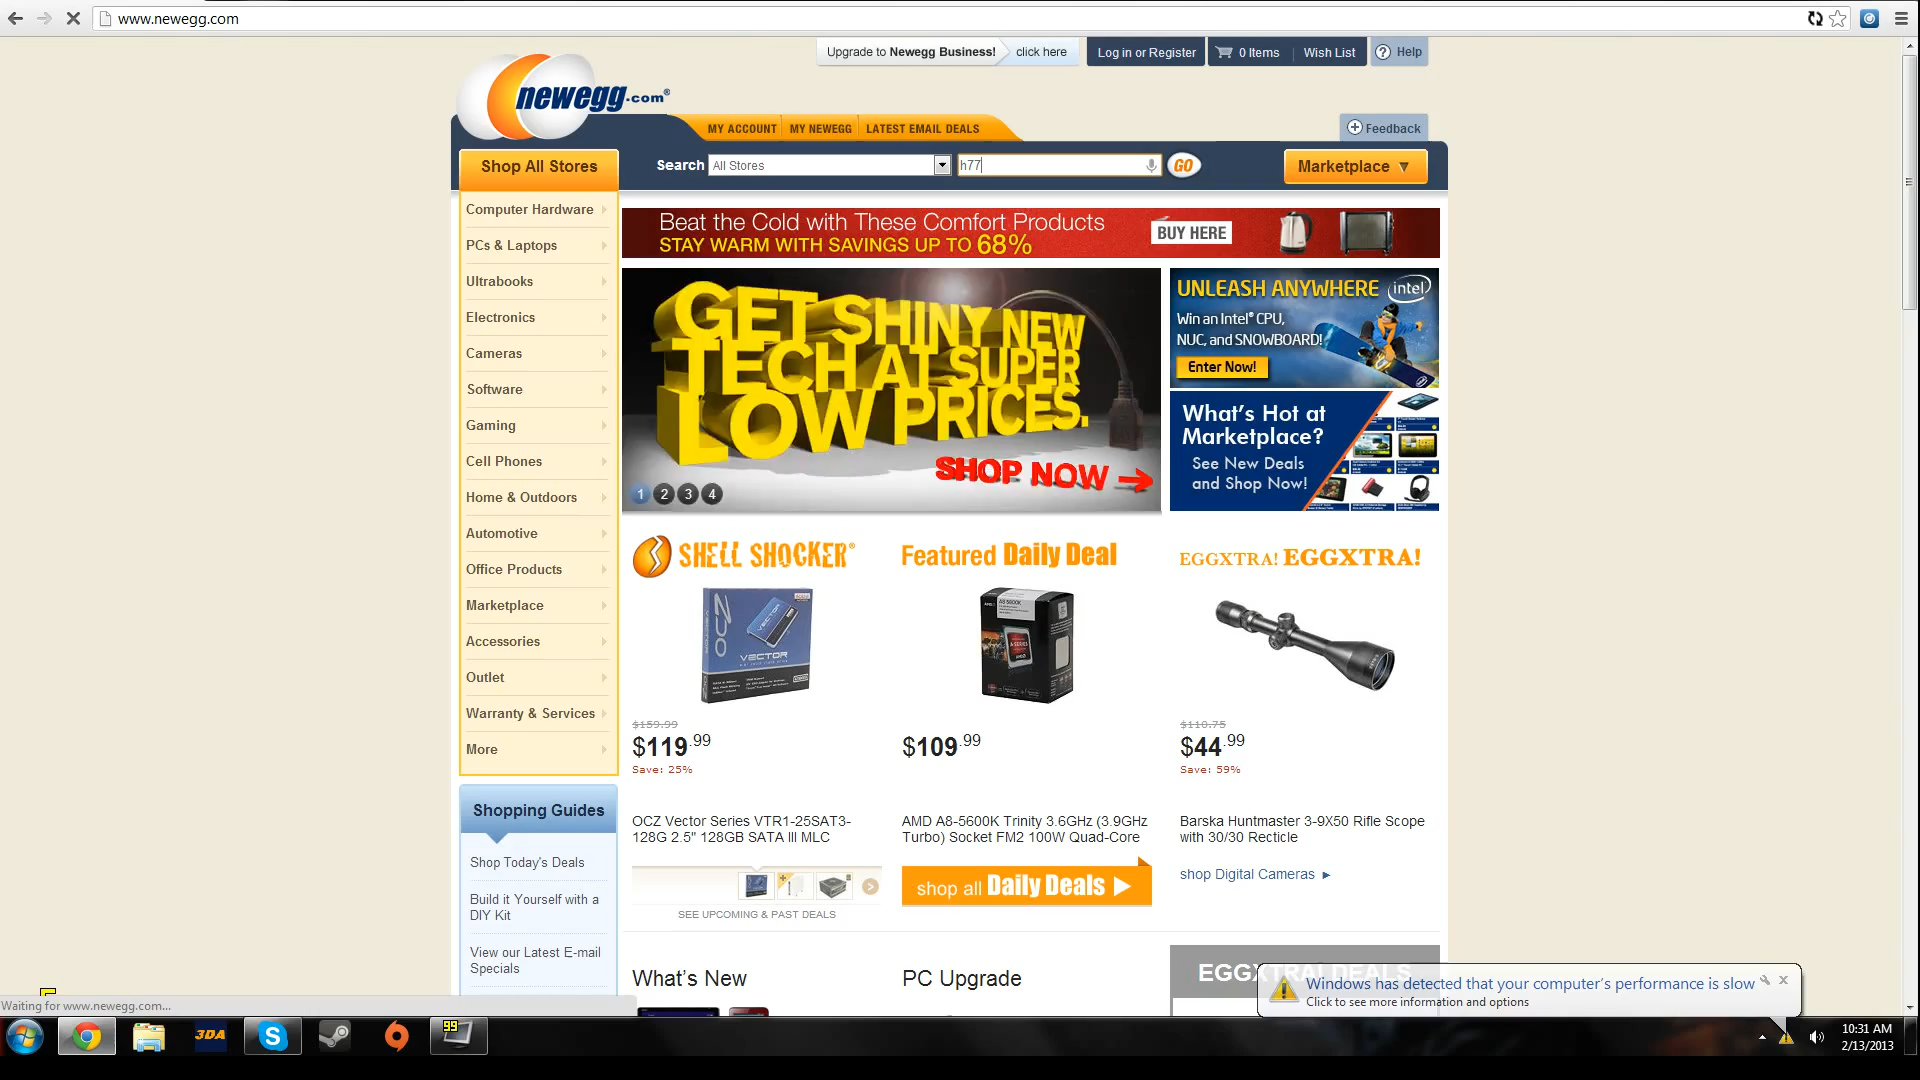 www.newegg.com
Upgrade to Newegg Business! click here
Log in or Register
0 Items | Wish List
Help
newegg.com®
MY ACCOUNT
MY NEWEGG
LATEST EMAIL DEALS
Feedback
Shop All Stores
Search
All Stores
h77
GO
Marketplace ▼
Computer Hardware
PCs & Laptops
Ultrabooks
Electronics
Cameras
Software
Gaming
Cell Phones
Home & Outdoors
Automotive
Office Products
Marketplace
Accessories
Outlet
Warranty & Services
More
Shopping Guides
Shop Today's Deals
Build it Yourself with a
DIY Kit
View our Latest E-mail
Specials
Beat the Cold with These Comfort Products
STAY WARM WITH SAVINGS UP TO 68%
BUY HERE
GET SHINY NEW
TECH AT SUPER
LOW PRICES.
SHOP NOW
1 2 3 4
UNLEASH ANYWHERE
intel
Win an Intel® CPU,
NUC, and SNOWBOARD!
Enter Now!
What's Hot at
Marketplace?
See New Deals
and Shop Now!
SHELL SHOCKER®
OCZ
VECTOR
$159.99
$119.99
Save: 25%
OCZ Vector Series VTR1-25SAT3-
128G 2.5" 128GB SATA III MLC
SEE UPCOMING & PAST DEALS
Featured Daily Deal
$109.99
AMD A8-5600K Trinity 3.6GHz (3.9GHz
Turbo) Socket FM2 100W Quad-Core
shop all Daily Deals
EGGXTRA! EGGXTRA!
$110.75
$44.99
Save: 59%
Barska Huntmaster 3-9X50 Rifle Scope
with 30/30 Recticle
shop Digital Cameras
What's New
PC Upgrade
EGGXTRA! DEALS
Windows has detected that your computer's performance is slow
Click to see more information and options
Waiting for www.newegg.com...
3DA
99
10:31 AM
2/13/2013